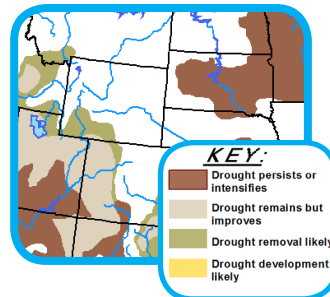 KEY:
Drought persists or
intensifies
Drought remains but
improves
Drought removal likely
Drought development
likely